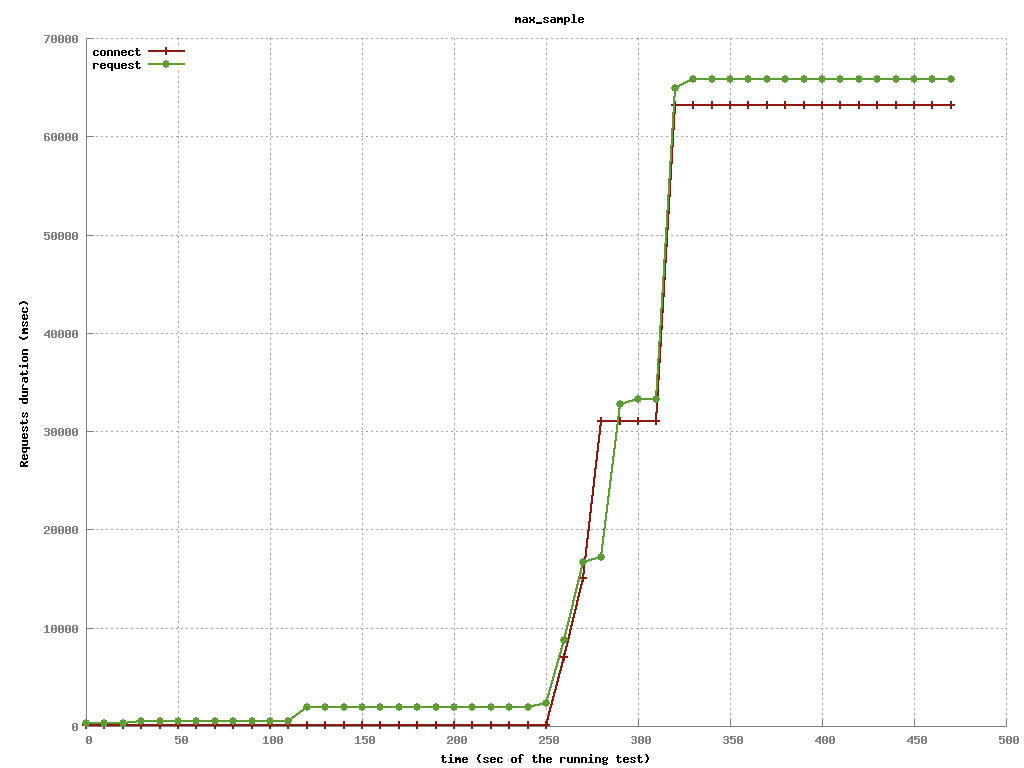 max_sample
70000
connect
request
60000
50000
40000
30000
20000
10000
0
Requests duration (msec)
0 50 100 150 200 250 300 350 400 450 500
time (sec of the running test)